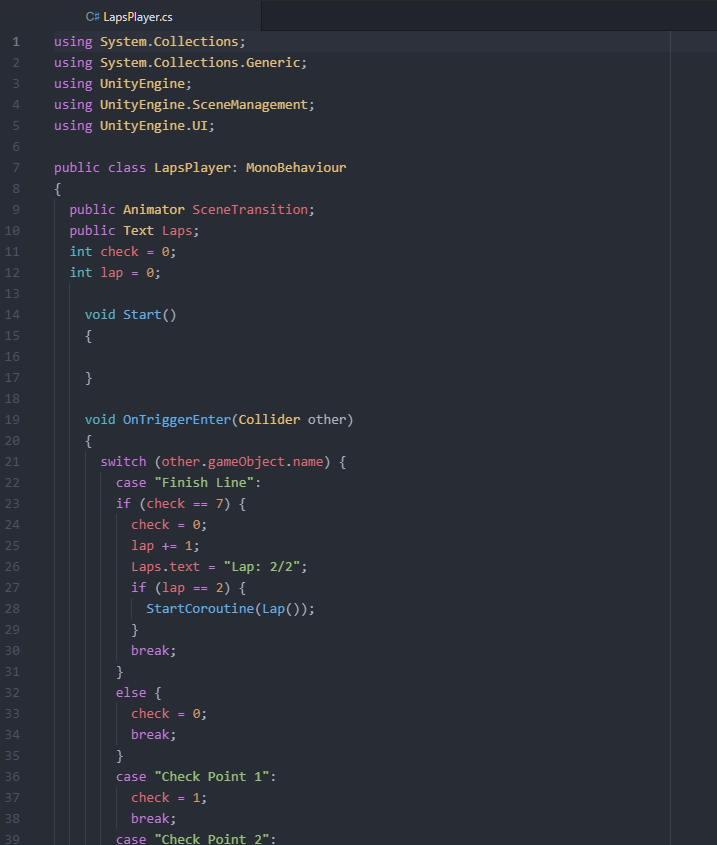 C# LapsPlayer.cs
1 using System.Collections;
2 using System.Collections.Generic;
3 using UnityEngine;
4 using UnityEngine.SceneManagement;
5 using UnityEngine.UI;
6
7 public class LapsPlayer: MonoBehaviour
8 {
9   public Animator SceneTransition;
10   public Text Laps;
11   int check = 0;
12   int lap = 0;
13
14     void Start()
15     {
16
17     }
18
19     void OnTriggerEnter(Collider other)
20     {
21       switch (other.gameObject.name) {
22         case "Finish Line":
23         if (check == 7) {
24           check = 0;
25           lap += 1;
26           Laps.text = "Lap: 2/2";
27           if (lap == 2) {
28             StartCoroutine(Lap());
29           }
30           break;
31         }
32         else {
33           check = 0;
34           break;
35         }
36         case "Check Point 1":
37           check = 1;
38           break;
39         case "Check Point 2":